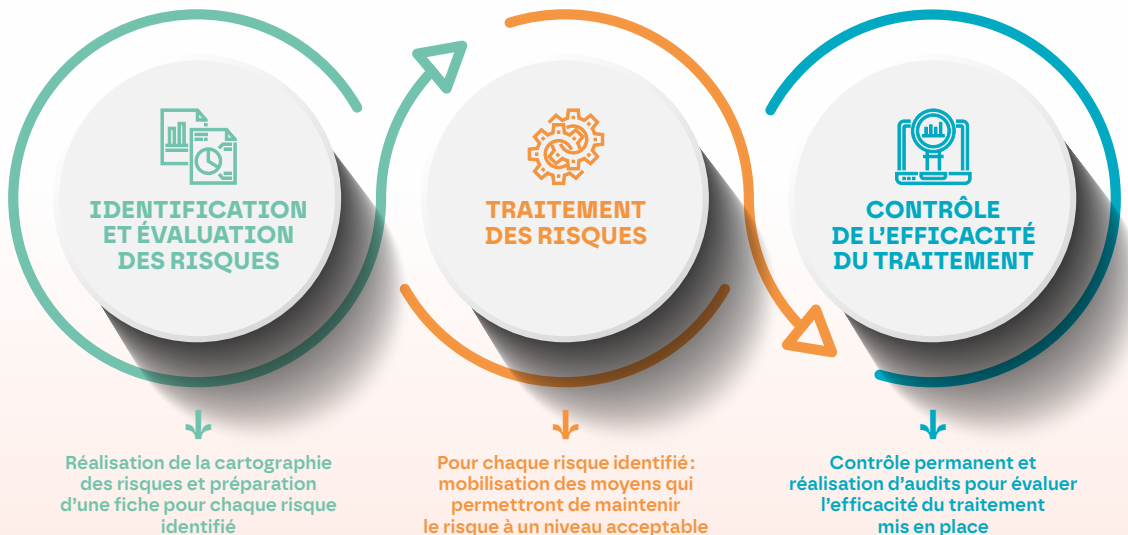 IDENTIFICATION
ET ÉVALUATION
DES RISQUES
Réalisation de la cartographie
des risques et préparation
d'une fiche pour chaque risque
identifié
TRAITEMENT
DES RISQUES
Pour chaque risque identifié :
mobilisation des moyens qui
permettront de maintenir
le risque à un niveau acceptable
CONTRÔLE
DE L'EFFICACITÉ
DU TRAITEMENT
Contrôle permanent et
réalisation d'audits pour évaluer
l'efficacité du traitement
mis en place